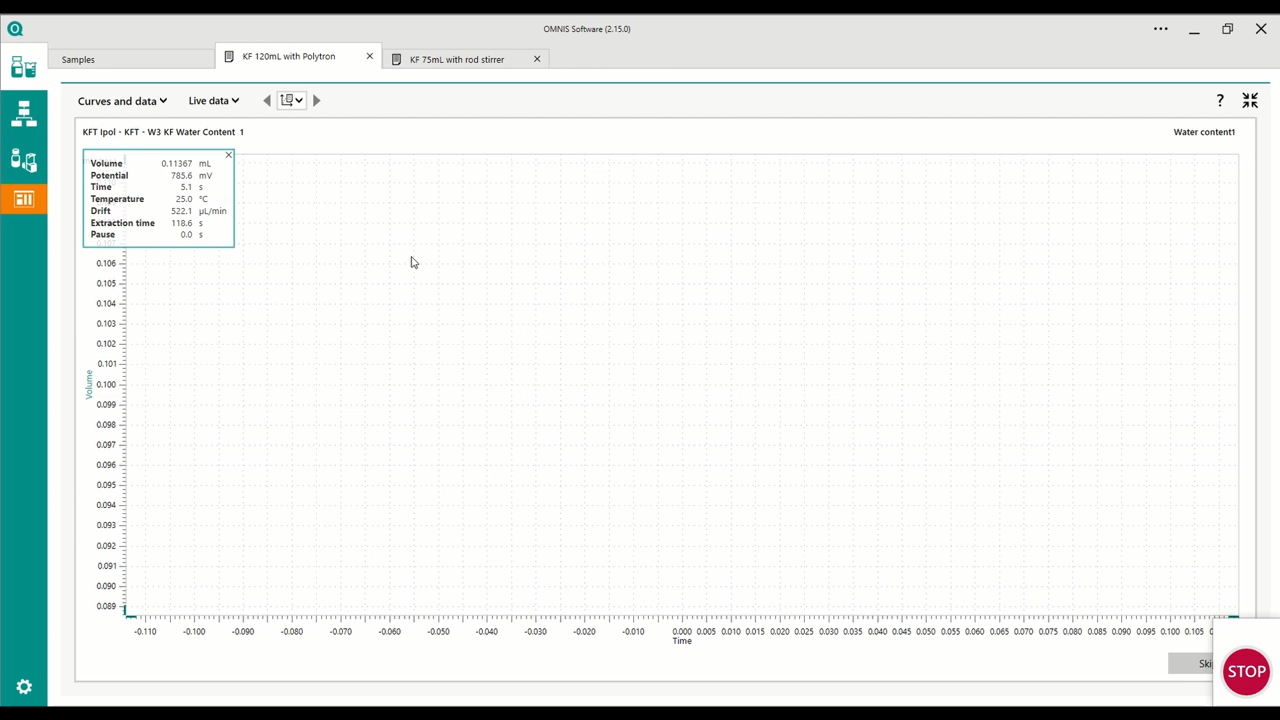 OMNIS Software (2.15.0)
Samples
KF 120mL with Polytron
KF 75mL with rod stirrer
Curves and data
Live data
?
KFT Ipol - KFT - W3 KF Water Content 1
Water content1
Volume 0.11367 mL
Potential 785.6 mV
Time 5.1 s
Temperature 25.0 °C
Drift 522.1 µL/min
Extraction time 118.6 s
Pause 0.0 s
0.106
0.105
0.104
0.103
0.102
0.101
0.100
0.099
0.098
0.097
0.096
0.095
0.094
0.093
0.092
0.091
0.090
0.089
Volume
-0.110 -0.100 -0.090 -0.080 -0.070 -0.060 -0.050 -0.040 -0.030 -0.020 -0.010 0.000 0.005 0.010 0.015 0.020 0.025 0.030 0.035 0.040 0.045 0.050 0.055 0.060 0.065 0.070 0.075 0.080 0.085 0.090 0.095 0.100 0.105
Time
STOP